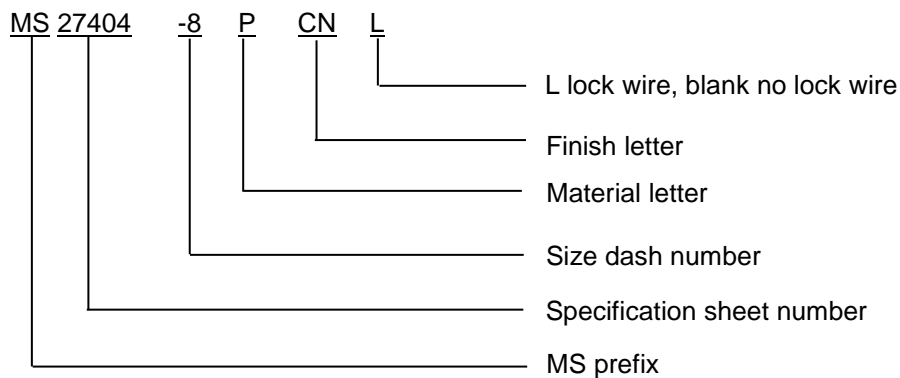 MS 27404 -8 P CN L
L lock wire, blank no lock wire
Finish letter
Material letter
Size dash number
Specification sheet number
MS prefix